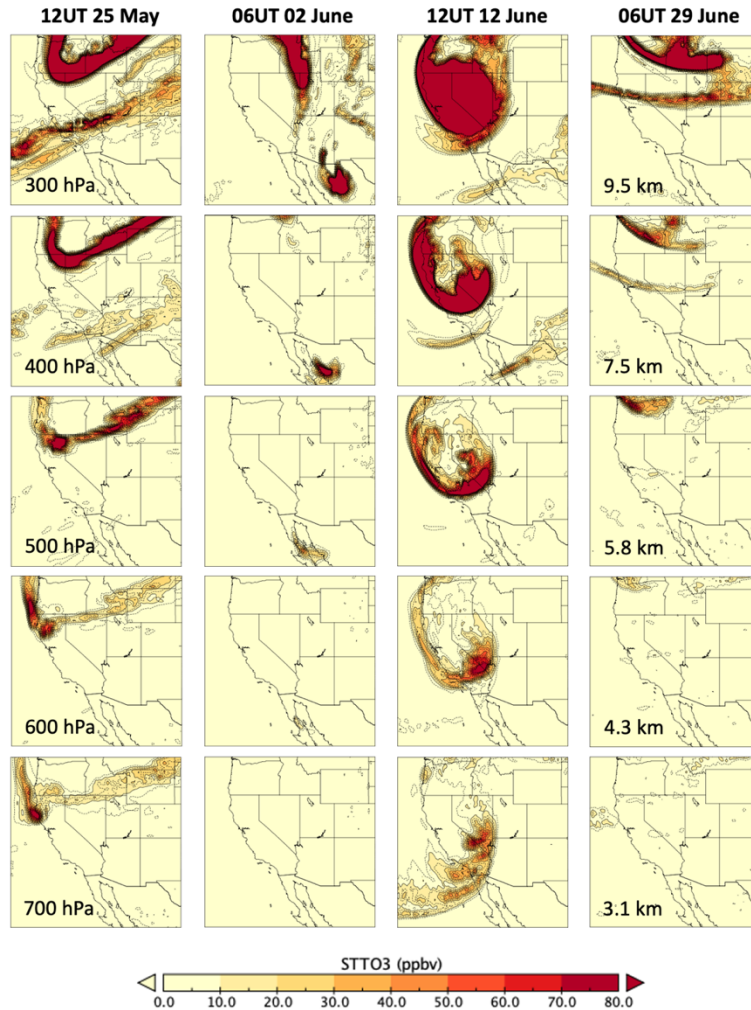 12UT 25 May 06UT 02 June 12UT 12 June 06UT 29 June
300 hPa 9.5 km
400 hPa 7.5 km
500 hPa 5.8 km
600 hPa 4.3 km
700 hPa 3.1 km
STTO3 (ppbv)
0.0 10.0 20.0 30.0 40.0 50.0 60.0 70.0 80.0